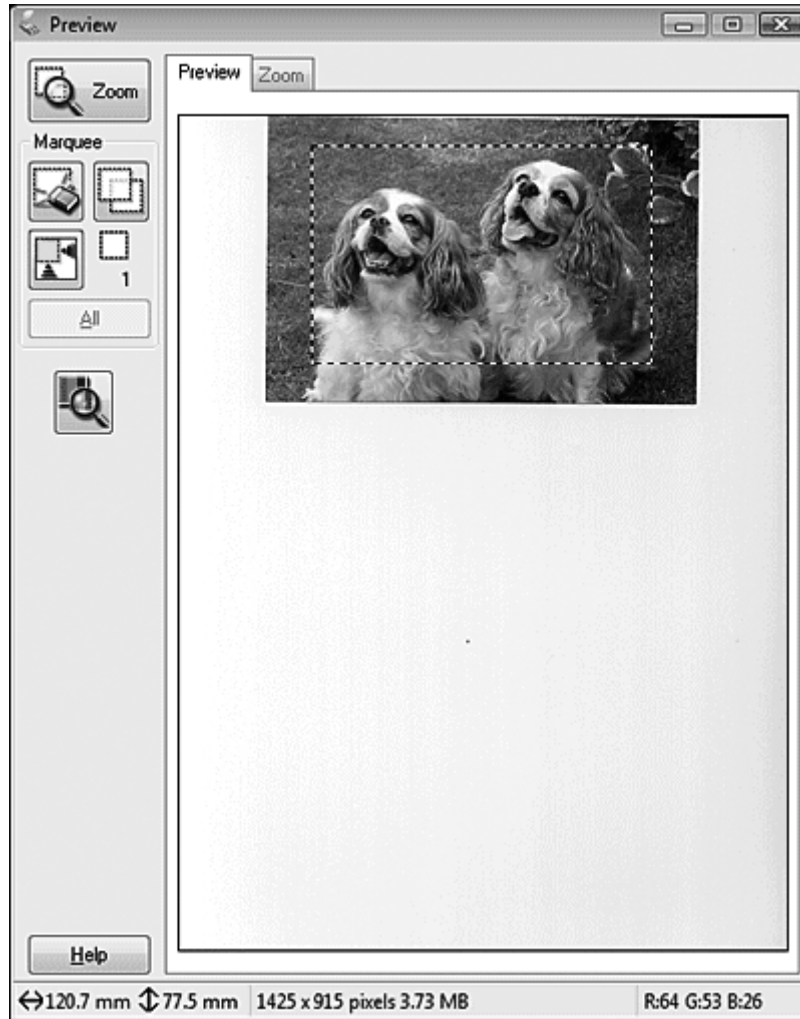 Preview
Zoom
Preview
Zoom
Marquee
1
All
Help
120.7 mm 77.5 mm 1425 x 915 pixels 3.73 MB R:64 G:53 B:26